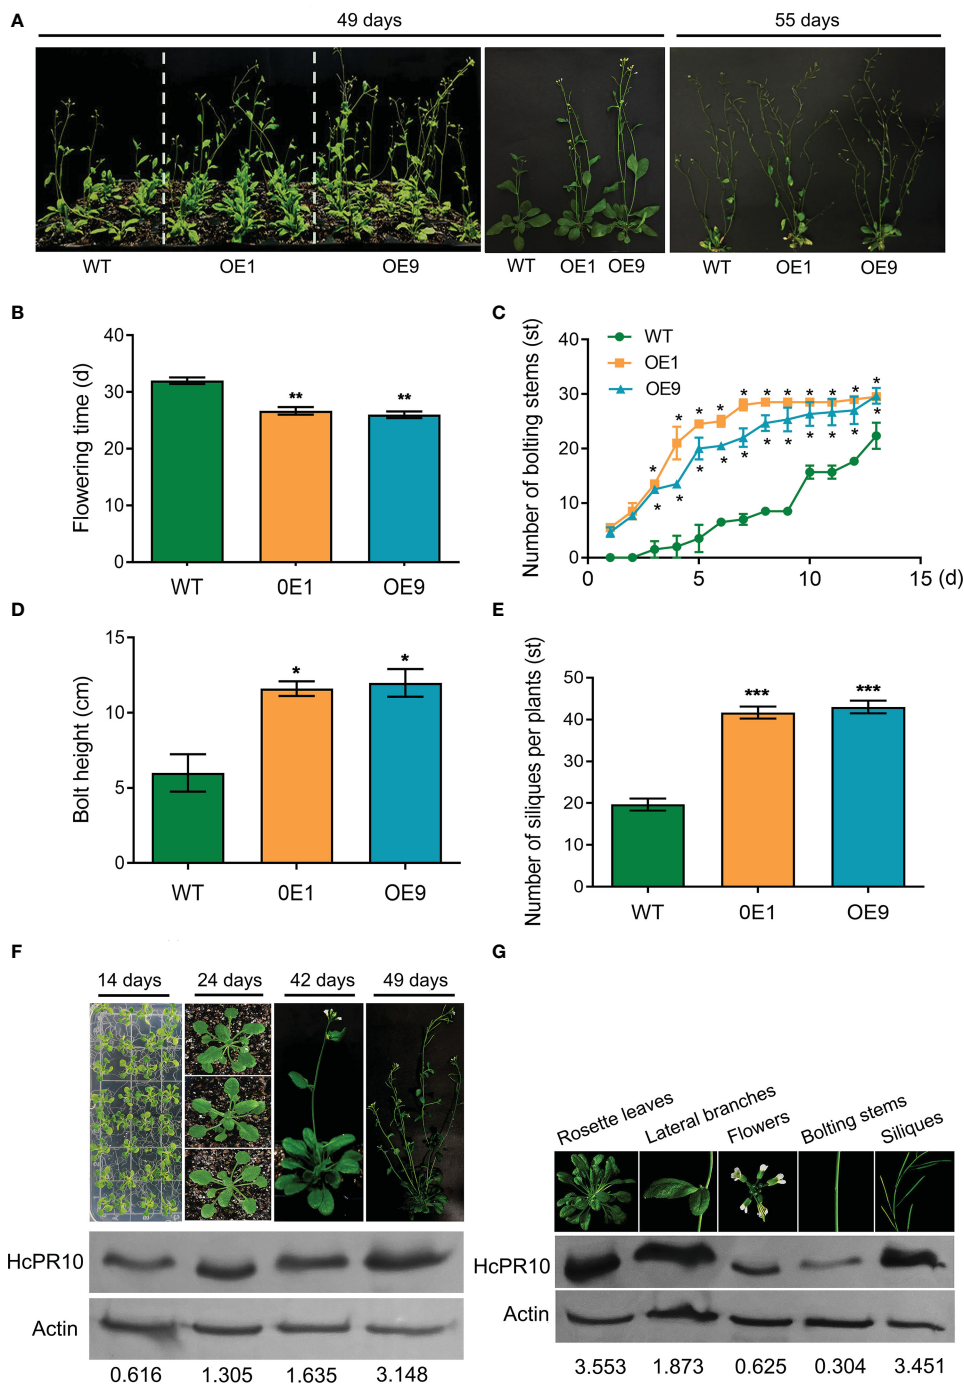 A
49 days
55 days
WT
OE1
OE9
WT
OE1
OE9
WT
OE1
OE9
B
Flowering time (d)
40
30
20
10
0
**
**
WT
0E1
OE9
C
Number of bolting stems (st)
40
30
20
10
0
WT
OE1
OE9
* * * * * * * * * * *
* * * * * * * * * * *
0
5
10
15 (d)
D
Bolt height (cm)
15
10
5
0
*
*
WT
0E1
OE9
E
Number of siliques per plants (st)
50
40
30
20
10
0
***
***
WT
0E1
OE9
F
14 days
24 days
42 days
49 days
HcPR10
Actin
0.616
1.305
1.635
3.148
G
Rosette leaves
Lateral branches
Flowers
Bolting stems
Siliques
HcPR10
Actin
3.553
1.873
0.625
0.304
3.451